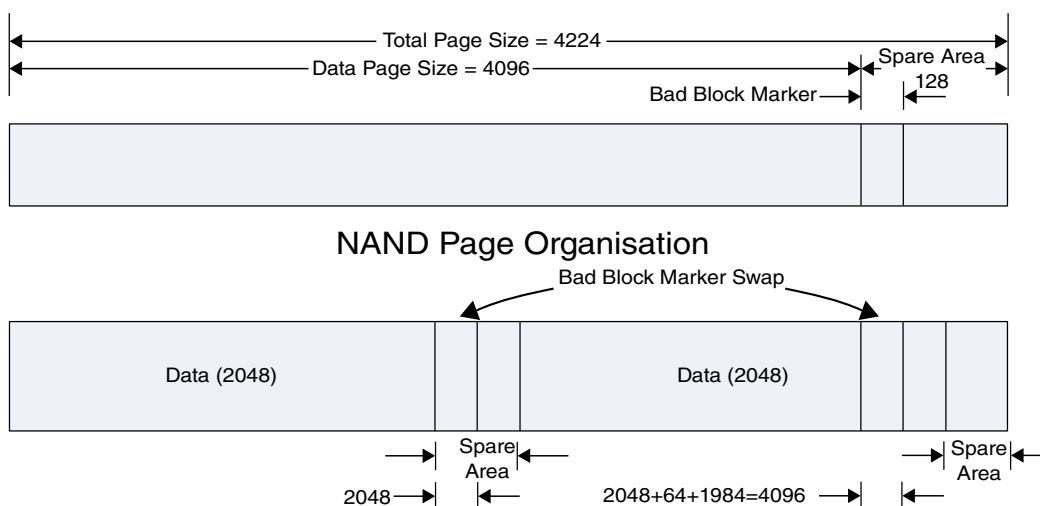 Total Page Size = 4224
Data Page Size = 4096
Spare Area
128
Bad Block Marker
NAND Page Organisation
Bad Block Marker Swap
Data (2048)
Data (2048)
Spare
Area
Spare
Area
2048
2048+64+1984=4096